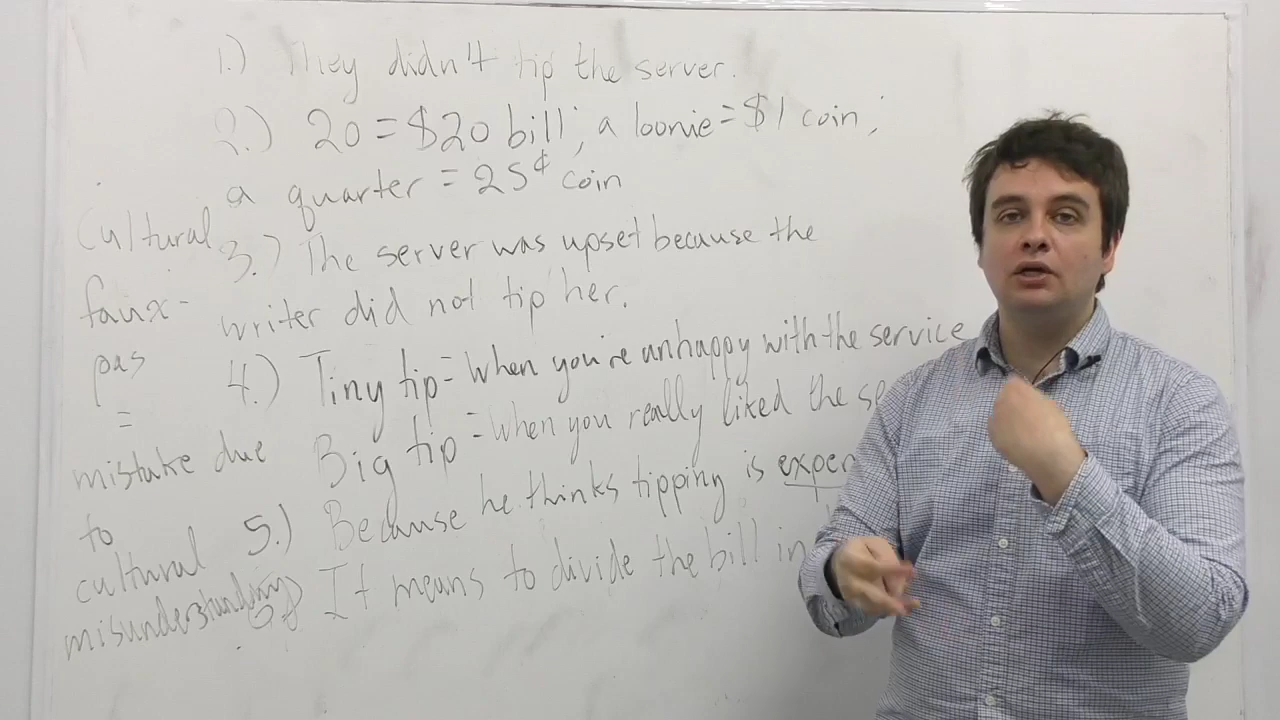 1.) They didn't tip the server.
2.) 20 = $20 bill, a loonie = $1 coin,
a quarter = 25¢ coin
3.) The server was upset because the
writer did not tip her.
4.) Tiny tip = When you're unhappy with the service
Big tip = when you really liked the se
5.) Because he thinks tipping is expen
6.) It means to divide the bill in
Cultural
faux-
pas
=
mistake due
to
cultural
misunderstanding